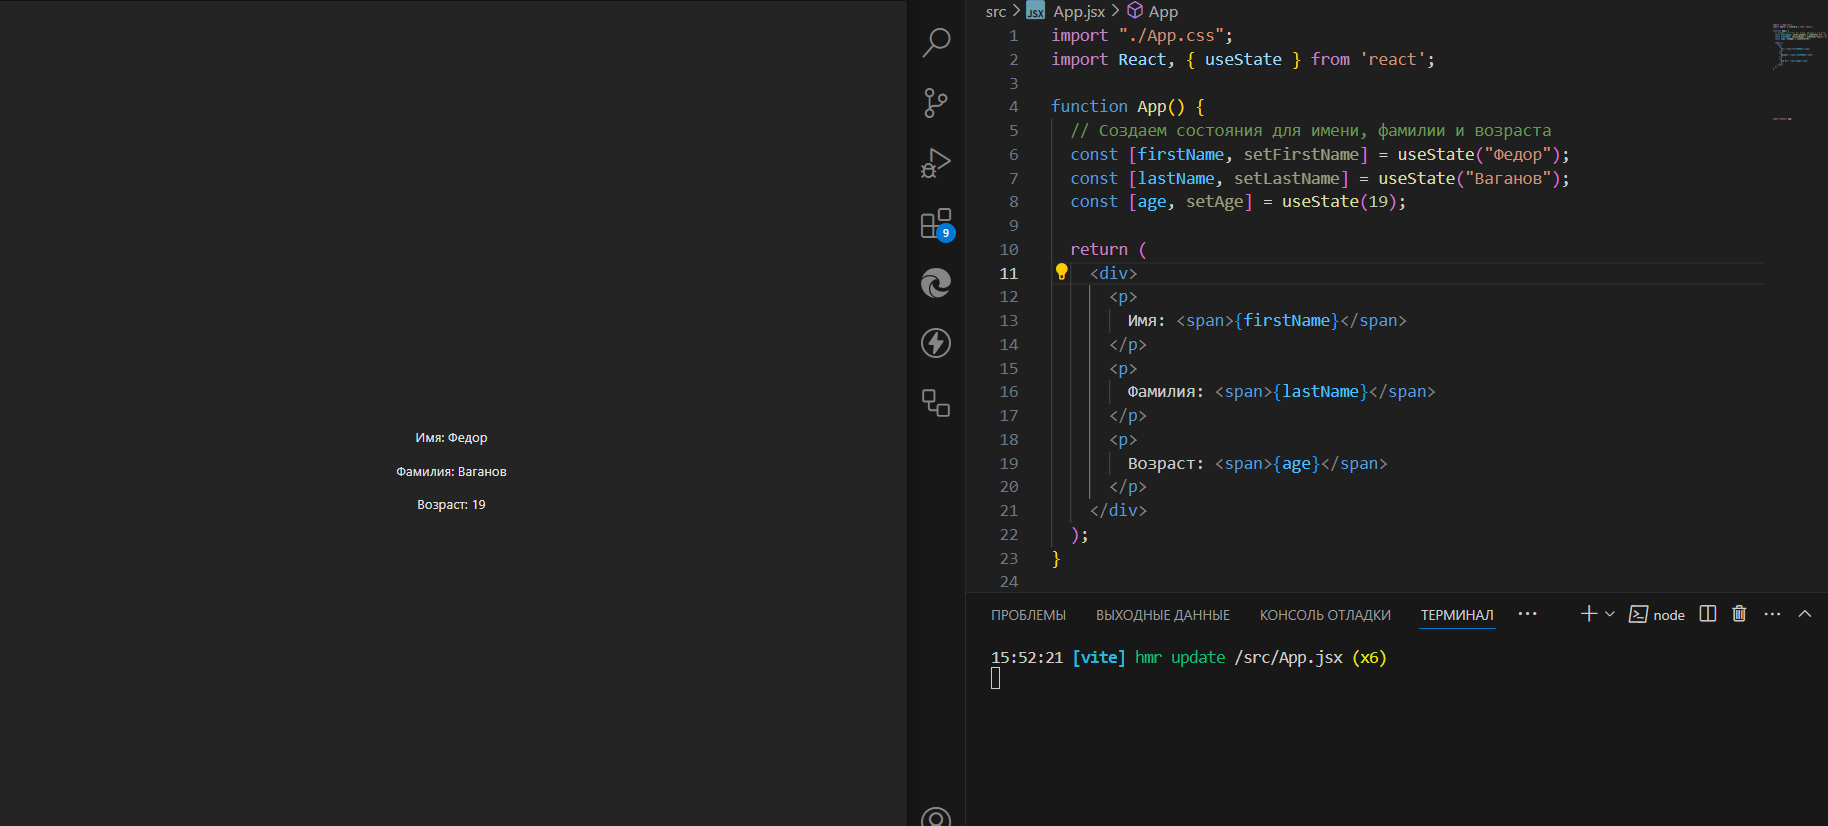 Имя: Федор
Фамилия: Ваганов
Возраст: 19
9
src > JSX App.jsx > App
1 import "./App.css";
2 import React, { useState } from 'react';
3
4 function App() {
5 // Создаем состояния для имени, фамилии и возраста
6 const [firstName, setFirstName] = useState("Федор");
7 const [lastName, setLastName] = useState("Ваганов");
8 const [age, setAge] = useState(19);
9
10 return (
11 <div>
12 <p>
13 Имя: <span>{firstName}</span>
14 </p>
15 <p>
16 Фамилия: <span>{lastName}</span>
17 </p>
18 <p>
19 Возраст: <span>{age}</span>
20 </p>
21 </div>
22 );
23 }
24
ПРОБЛЕМЫ ВЫХОДНЫЕ ДАННЫЕ КОНСОЛЬ ОТЛАДКИ ТЕРМИНАЛ ··· node ···
15:52:21 [vite] hmr update /src/App.jsx (x6)